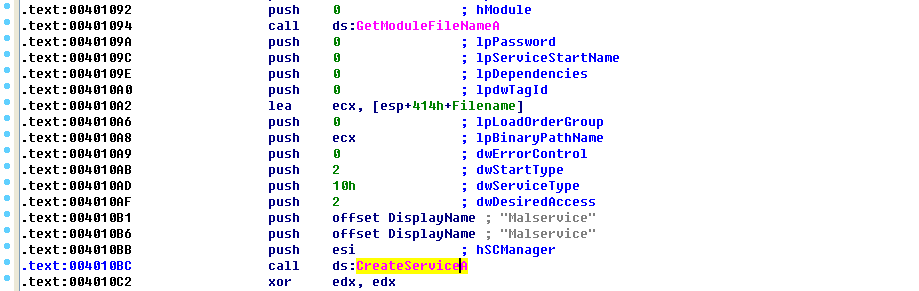 .text:00401092 push 0 ; hModule
.text:00401094 call ds:GetModuleFileNameA
.text:0040109A push 0 ; lpPassword
.text:0040109C push 0 ; lpServiceStartName
.text:0040109E push 0 ; lpDependencies
.text:004010A0 push 0 ; lpdwTagId
.text:004010A2 lea ecx, [esp+414h+Filename]
.text:004010A6 push 0 ; lpLoadOrderGroup
.text:004010A8 push ecx ; lpBinaryPathName
.text:004010A9 push 0 ; dwErrorControl
.text:004010AB push 2 ; dwStartType
.text:004010AD push 10h ; dwServiceType
.text:004010AF push 2 ; dwDesiredAccess
.text:004010B1 push offset DisplayName ; "Malservice"
.text:004010B6 push offset DisplayName ; "Malservice"
.text:004010BB push esi ; hSCManager
.text:004010BC call ds:CreateServiceA
.text:004010C2 xor edx, edx